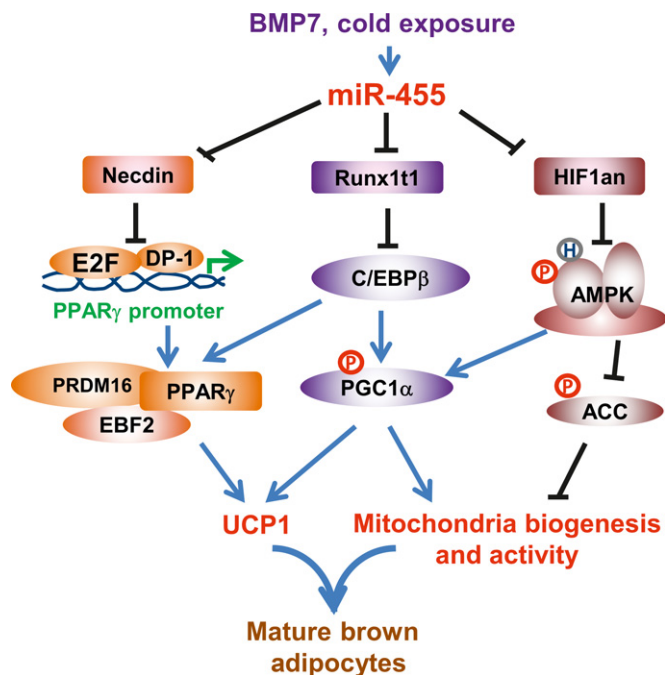 BMP7, cold exposure
miR-455
Necdin
Runx1t1
HIF1an
E2F
DP-1
H
P
C/EBPβ
AMPK
PPARγ promoter
P
PRDM16
PPARγ
PGC1α
P
ACC
EBF2
UCP1
Mitochondria biogenesis
and activity
Mature brown
adipocytes